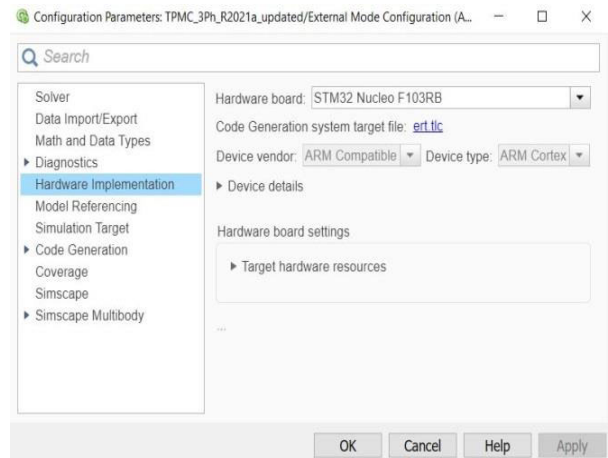 Configuration Parameters: TPMC_3Ph_R2021a_updated/External Mode Configuration (A...
Search
Solver
Data Import/Export
Math and Data Types
Diagnostics
Hardware Implementation
Model Referencing
Simulation Target
Code Generation
Coverage
Simscape
Simscape Multibody
Hardware board: STM32 Nucleo F103RB
Code Generation system target file: ert.tlc
Device vendor: ARM Compatible Device type: ARM Cortex
Device details
Hardware board settings
Target hardware resources
...
OK Cancel Help Apply